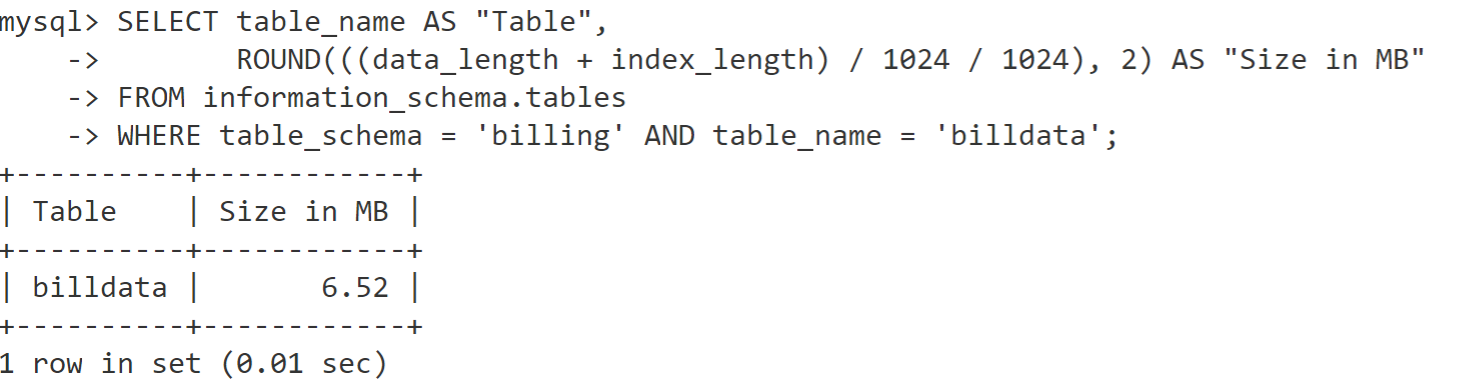 mysql> SELECT table_name AS "Table",
    ->        ROUND(((data_length + index_length) / 1024 / 1024), 2) AS "Size in MB"
    -> FROM information_schema.tables
    -> WHERE table_schema = 'billing' AND table_name = 'billdata';
+----------+------------+
| Table    | Size in MB |
+----------+------------+
| billdata |       6.52 |
+----------+------------+
1 row in set (0.01 sec)